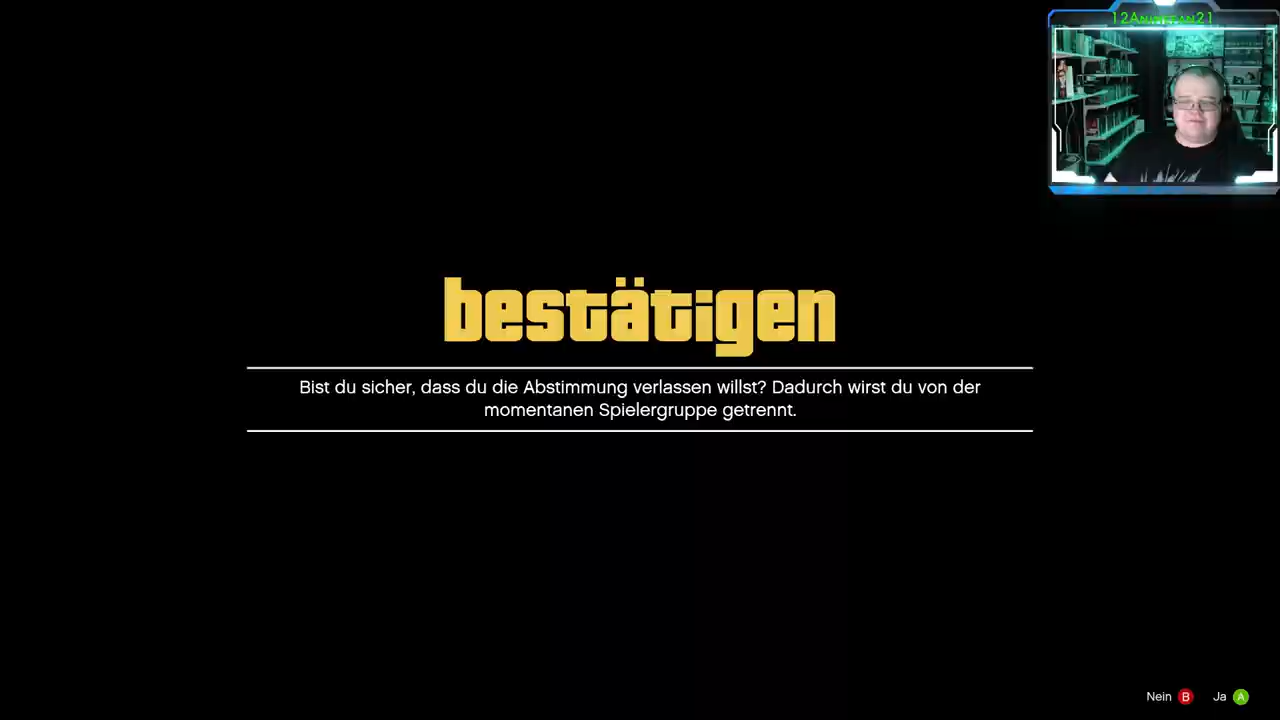 12Animefan21
bestätigen
Bist du sicher, dass du die Abstimmung verlassen willst? Dadurch wirst du von der
momentanen Spielergruppe getrennt.
Nein B Ja A